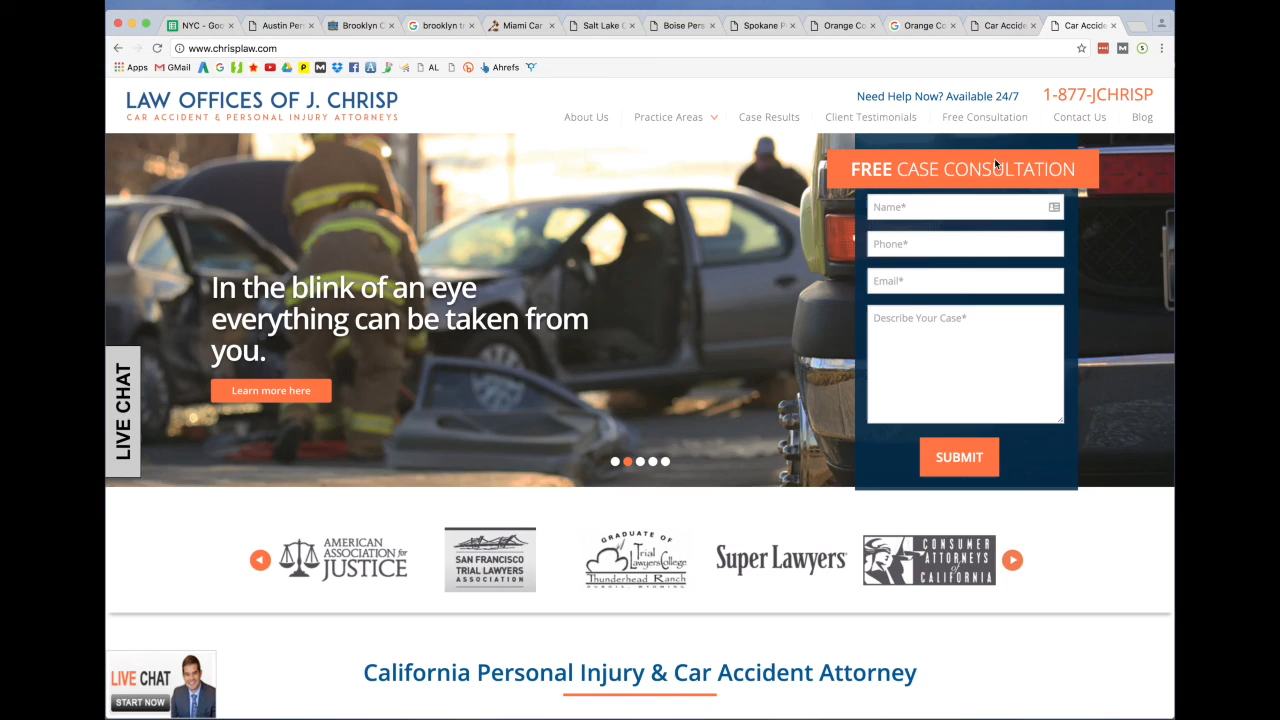 NYC - Goo
Austin Per
Brooklyn C
brooklyn t
Miami Car
Salt Lake C
Boise Pers
Spokane P
Orange Co
Orange Co
Car Accide
Car Accide
www.chrisplaw.com
Apps
GMail
AL
Ahrefs
LAW OFFICES OF J. CHRISP
CAR ACCIDENT & PERSONAL INJURY ATTORNEYS
Need Help Now? Available 24/7
1-877-JCHRISP
About Us
Practice Areas
Case Results
Client Testimonials
Free Consultation
Contact Us
Blog
FREE CASE CONSULTATION
Name*
Phone*
Email*
Describe Your Case*
SUBMIT
In the blink of an eye
everything can be taken from
you.
Learn more here
LIVE CHAT
AMERICAN
ASSOCIATION for
JUSTICE
SAN FRANCISCO
TRIAL LAWYERS
ASSOCIATION
GRADUATE OF
Trial
Lawyers College
Thunderhead Ranch
Super Lawyers
CONSUMER
ATTORNEYS
of
CALIFORNIA
California Personal Injury & Car Accident Attorney
LIVE CHAT
START NOW